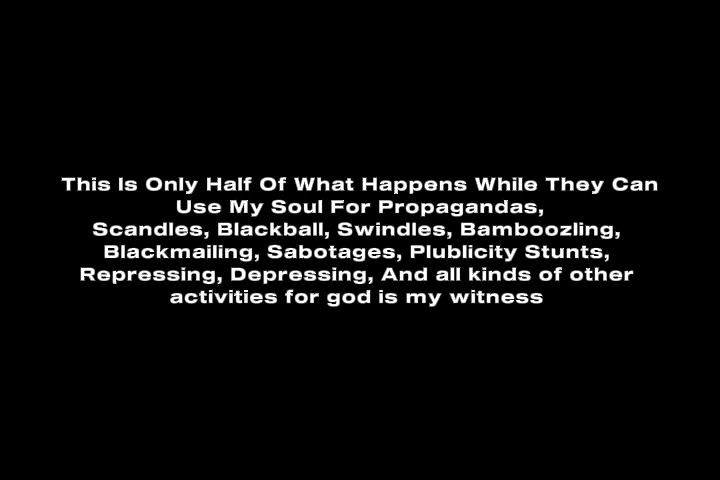 This Is Only Half Of What Happens While They Can
Use My Soul For Propagandas,
Scandles, Blackball, Swindles, Bamboozling,
Blackmailing, Sabotages, Plublicity Stunts,
Repressing, Depressing, And all kinds of other
activities for god is my witness